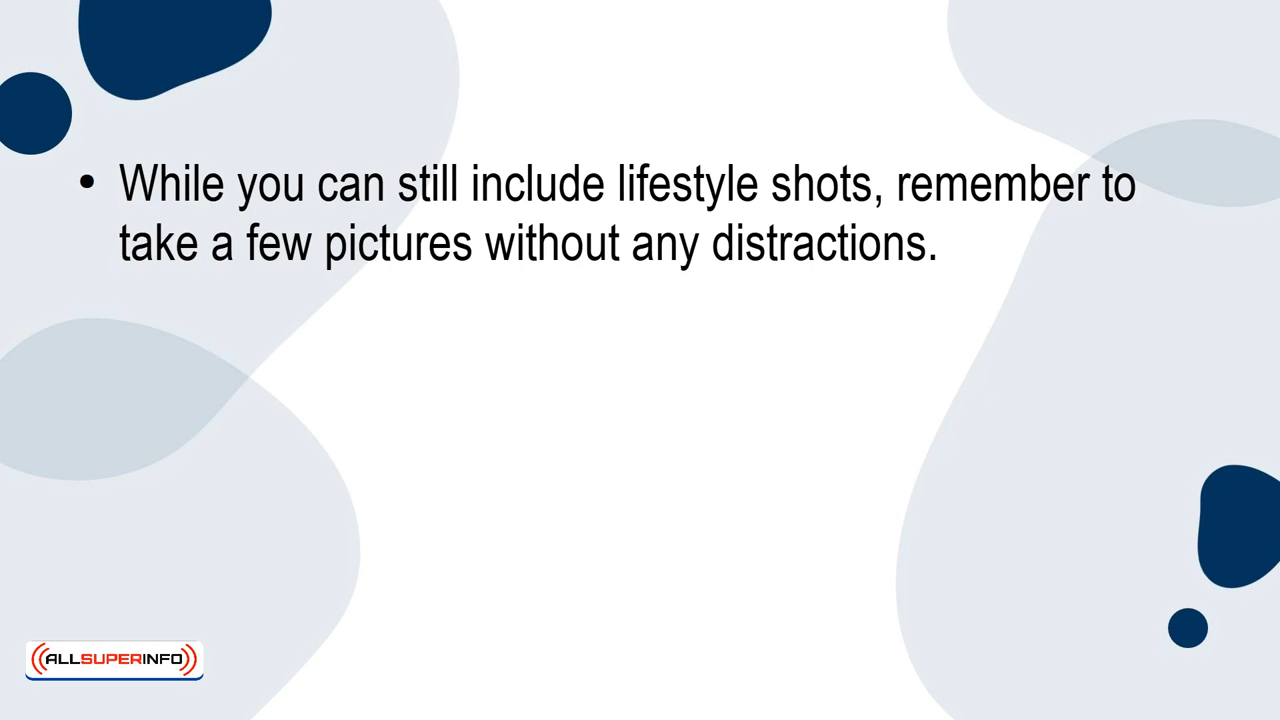 • While you can still include lifestyle shots, remember to
take a few pictures without any distractions.
ALLSUPERINFO